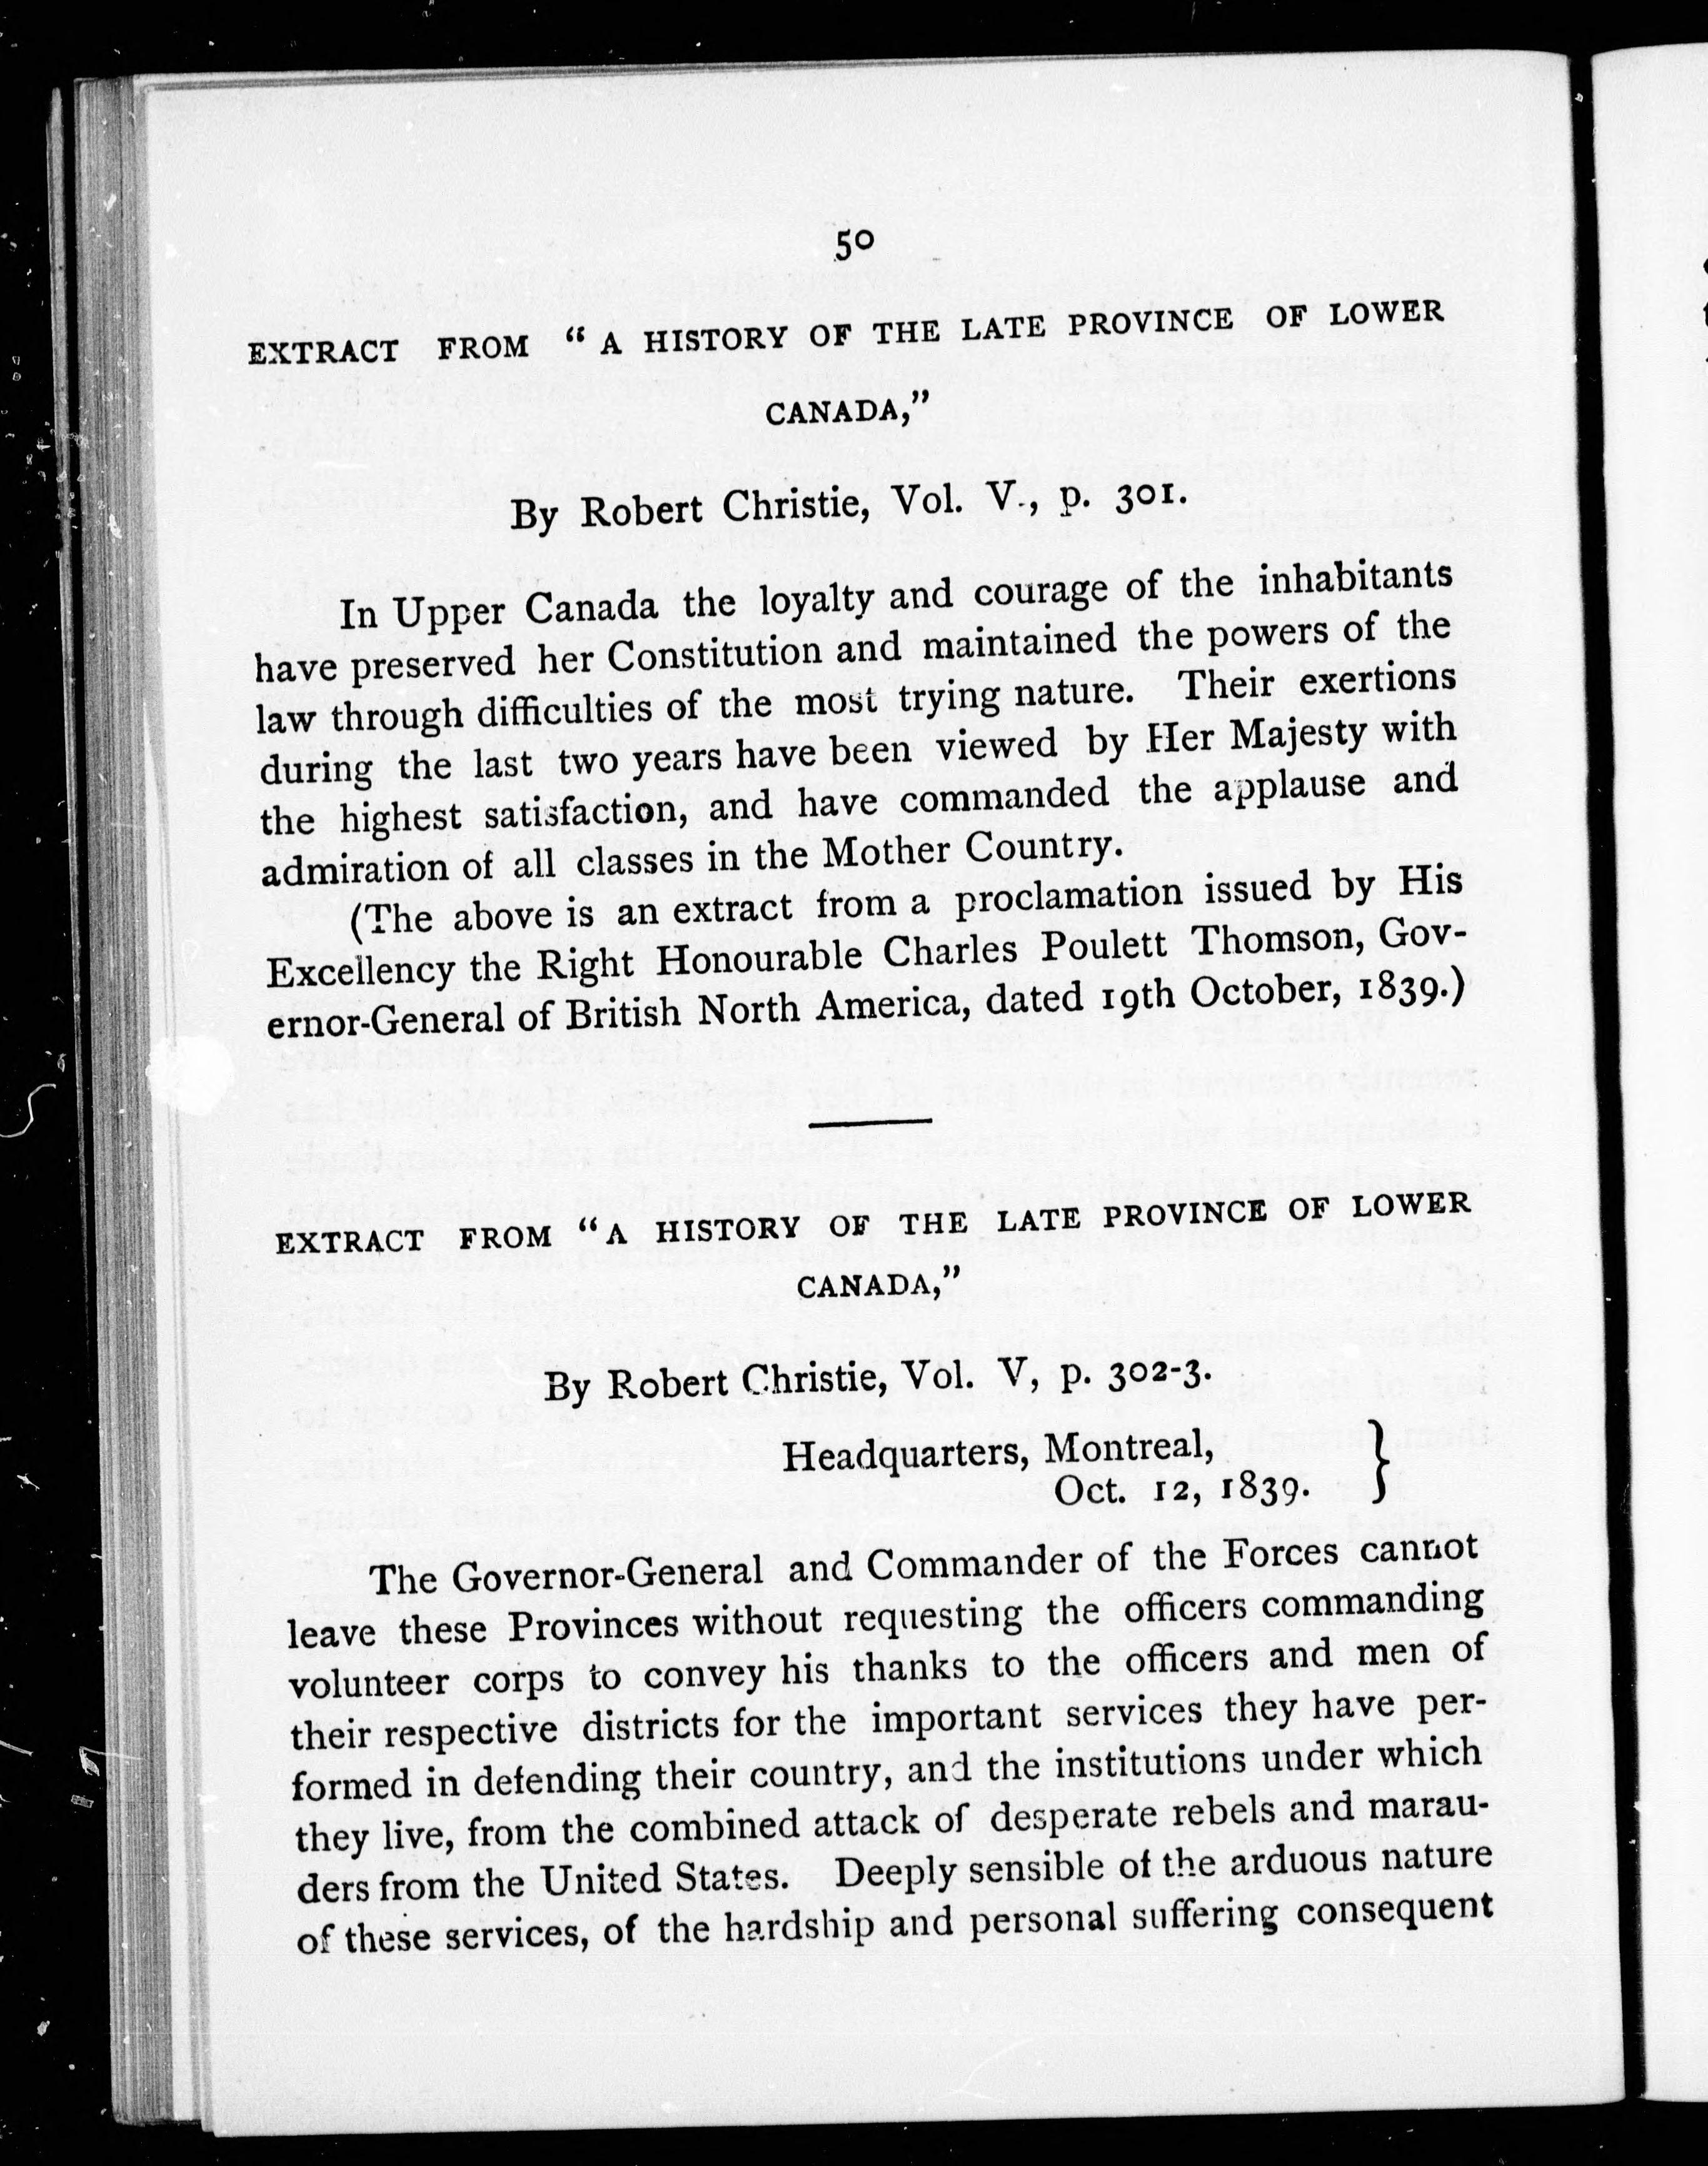 50
EXTRACT FROM “A HISTORY OF THE LATE PROVINCE OF LOWER
CANADA,”
By Robert Christie, Vol. V., p. 301.
In Upper Canada the loyalty and courage of the inhabitants
have preserved her Constitution and maintained the powers of the
law through difficulties of the most trying nature. Their exertions
during the last two years have been viewed by Her Majesty with
the highest satisfaction, and have commanded the applause and
admiration of all classes in the Mother Country.
(The above is an extract from a proclamation issued by His
Excellency the Right Honourable Charles Poulett Thomson, Gov-
ernor-General of British North America, dated 19th October, 1839.)
EXTRACT FROM “A HISTORY OF THE LATE PROVINCE OF LOWER
CANADA,”
By Robert Christie, Vol. V, p. 302-3.
Headquarters, Montreal, }
Oct. 12, 1839.
The Governor-General and Commander of the Forces cannot
leave these Provinces without requesting the officers commanding
volunteer corps to convey his thanks to the officers and men of
their respective districts for the important services they have per-
formed in defending their country, and the institutions under which
they live, from the combined attack of desperate rebels and marau-
ders from the United States. Deeply sensible of the arduous nature
of these services, of the hardship and personal suffering consequent